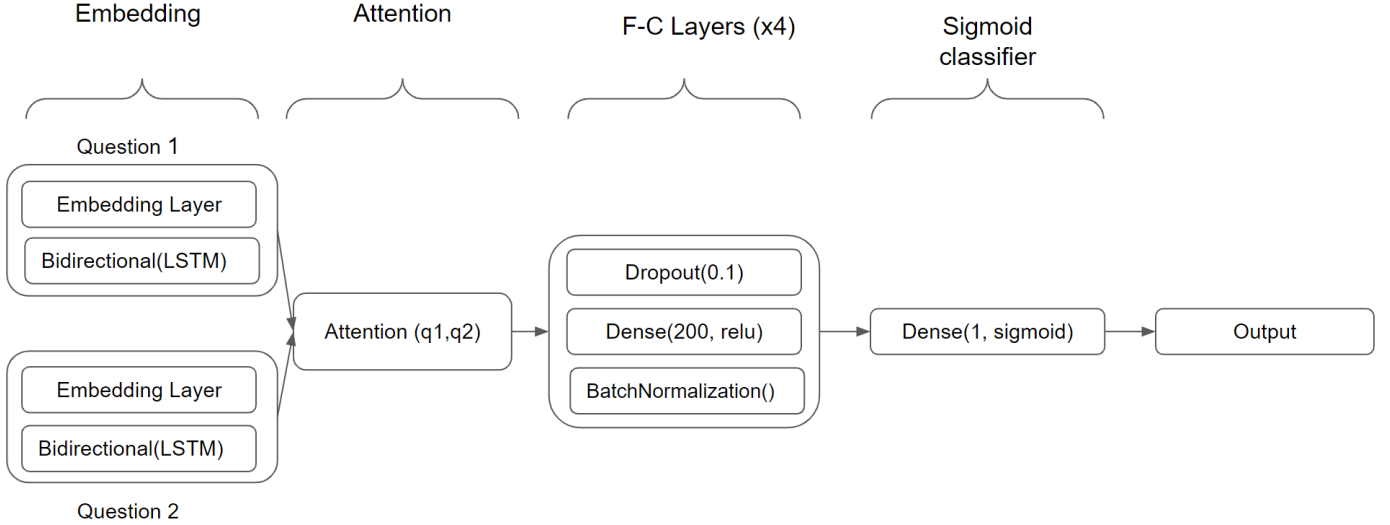 Embedding
Attention
F-C Layers (x4)
Sigmoid
classifier
Question 1
Embedding Layer
Bidirectional(LSTM)
Embedding Layer
Bidirectional(LSTM)
Question 2
Attention (q1,q2)
Dropout(0.1)
Dense(200, relu)
BatchNormalization()
Dense(1, sigmoid)
Output